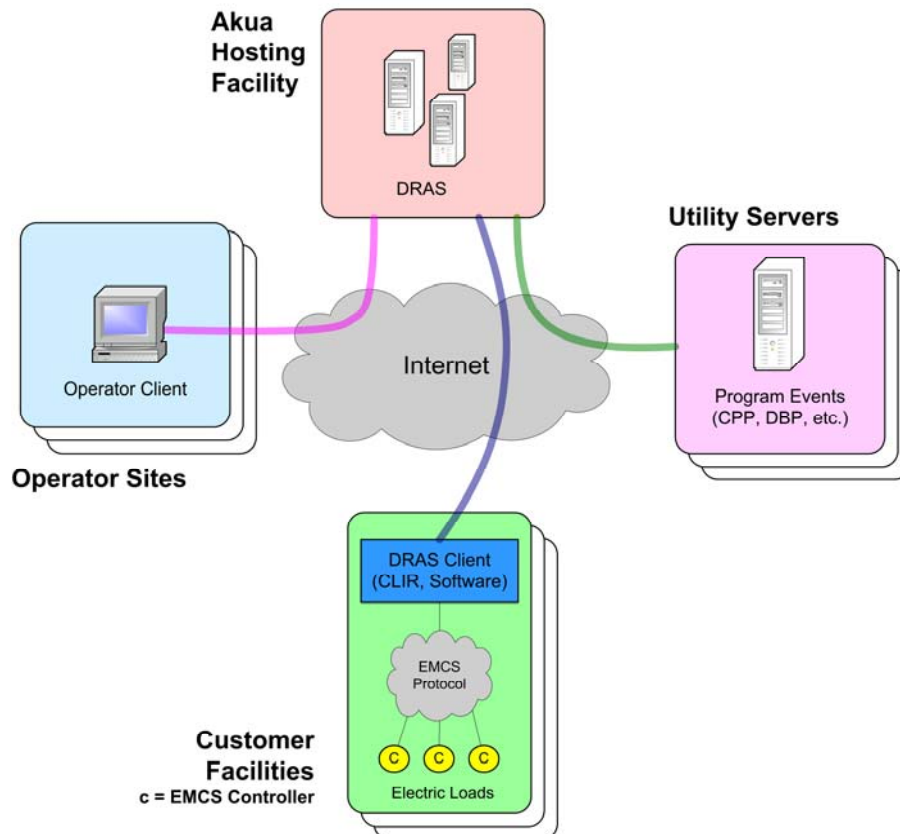 Akua
Hosting
Facility
DRAS
Utility Servers
Operator Client
Internet
Program Events
(CPP, DBP, etc.)
Operator Sites
DRAS Client
(CLIR, Software)
EMCS
Protocol
C C C
Electric Loads
Customer
Facilities
c = EMCS Controller